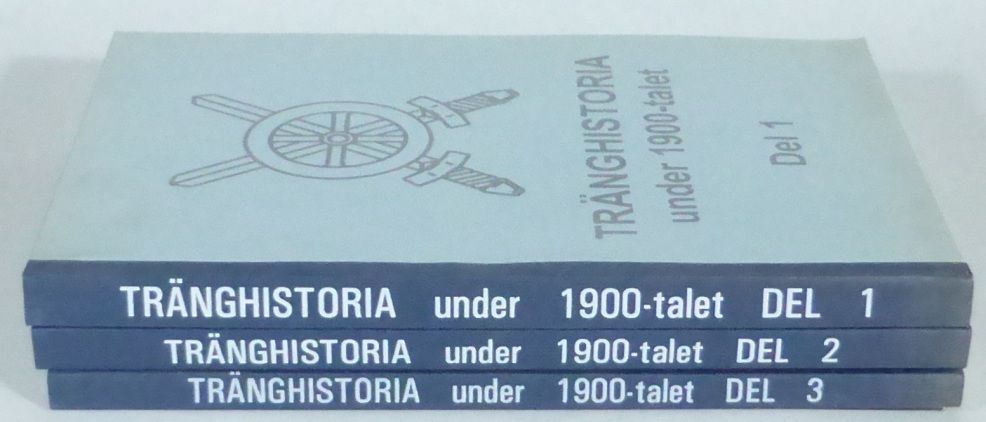 TRÄNGHISTORIA
under 1900-talet
Del 1
TRÄNGHISTORIA under 1900-talet DEL 1
TRÄNGHISTORIA under 1900-talet DEL 2
TRÄNGHISTORIA under 1900-talet DEL 3